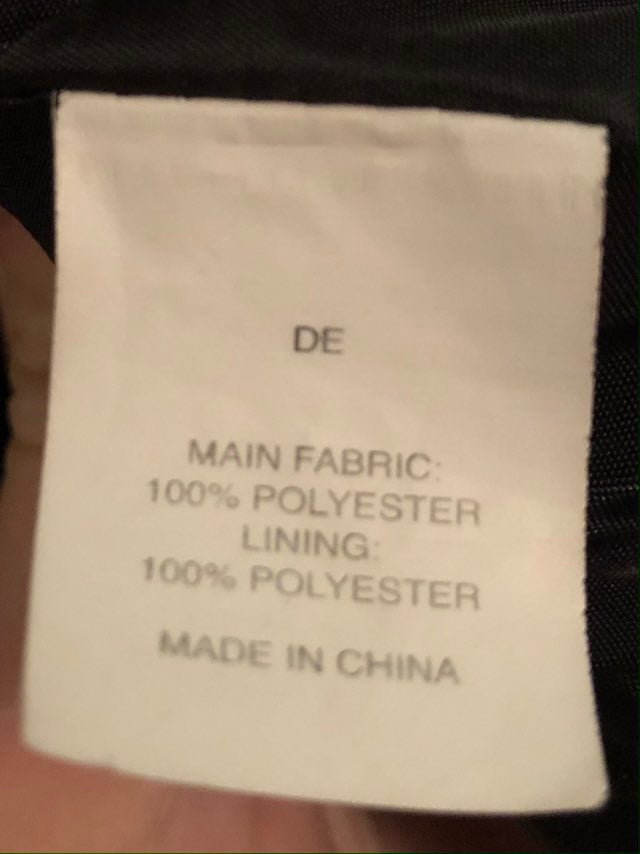 DE
MAIN FABRIC:
100% POLYESTER
LINING:
100% POLYESTER
MADE IN CHINA